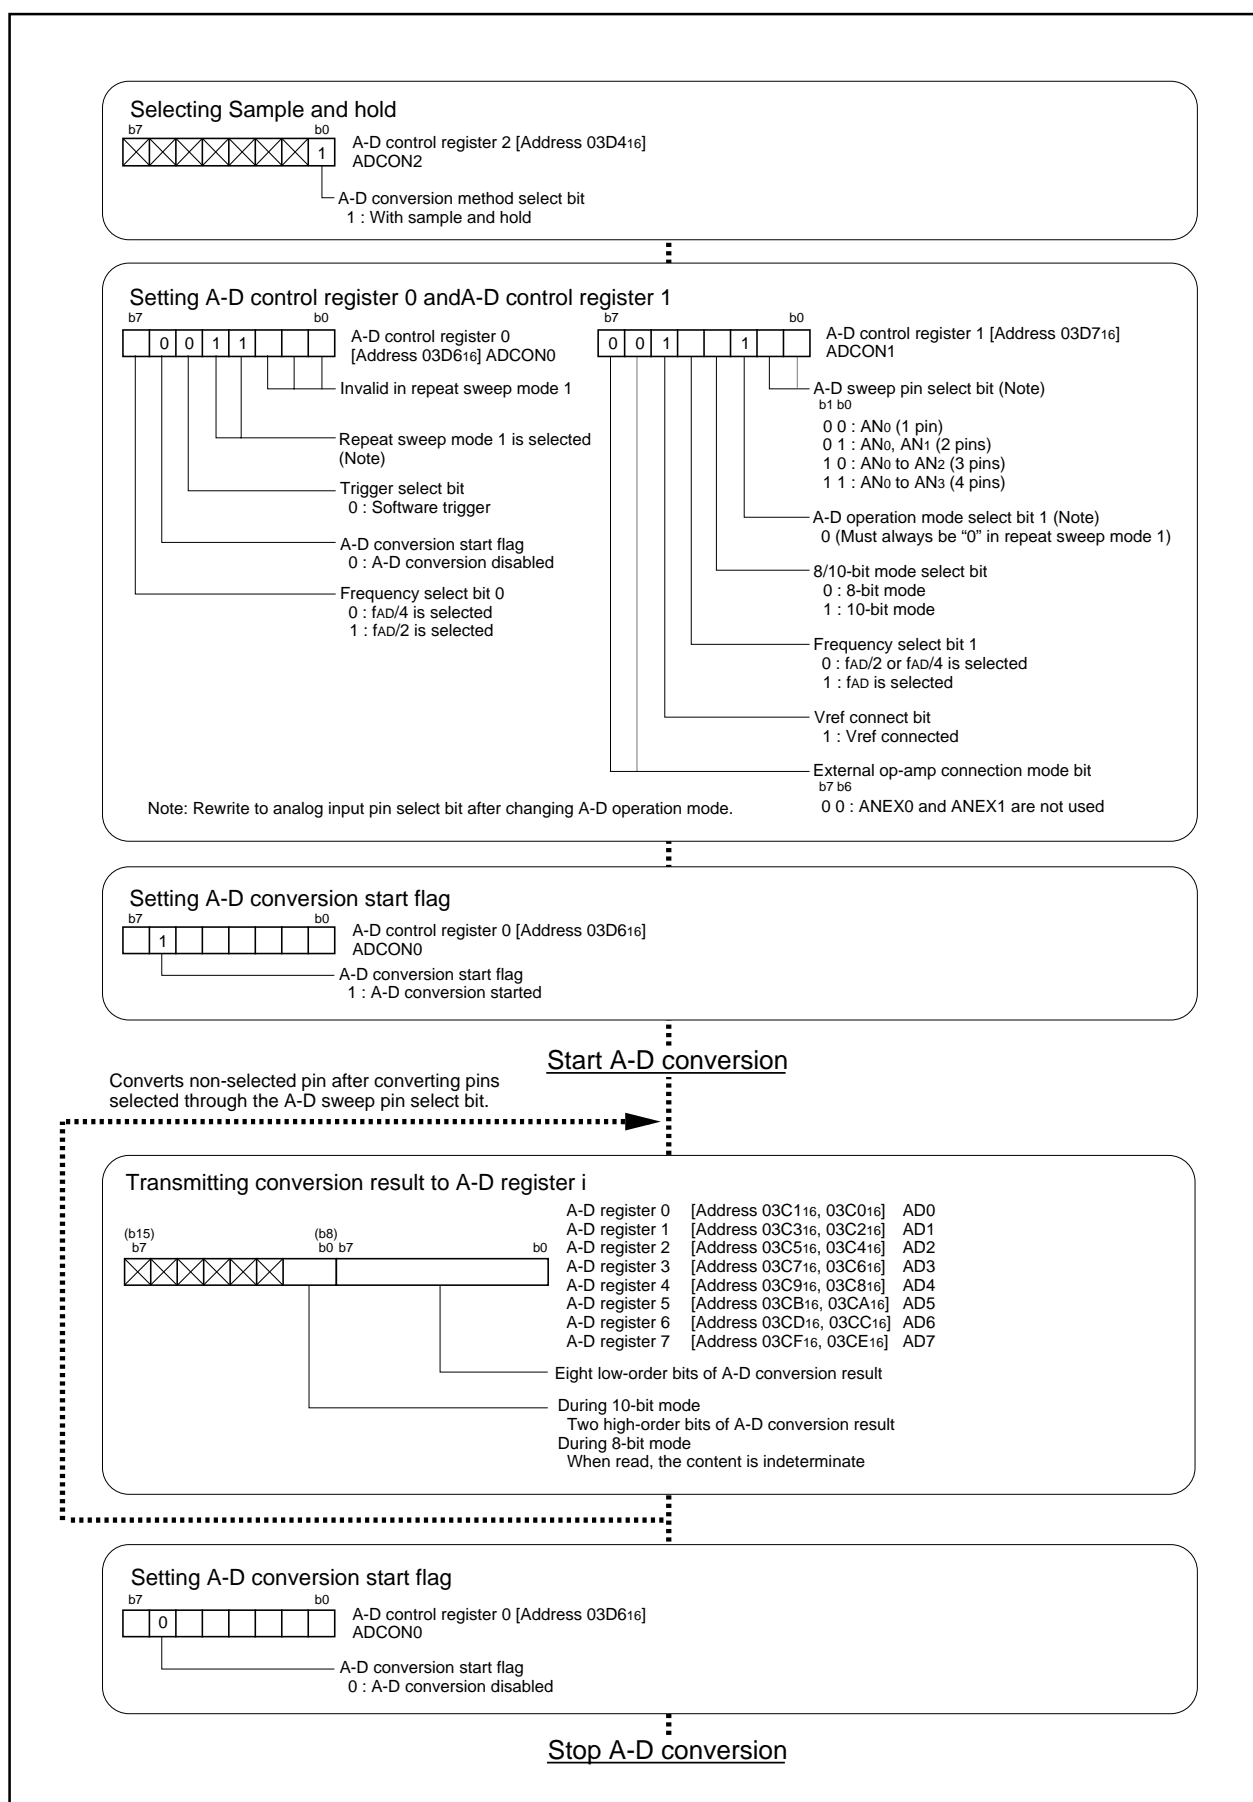 Selecting Sample and hold
b7 b0
1
A-D control register 2 [Address 03D416]
ADCON2
A-D conversion method select bit
1 : With sample and hold
Setting A-D control register 0 andA-D control register 1
b7 b0
0 0 1 1
A-D control register 0
[Address 03D616] ADCON0
Invalid in repeat sweep mode 1
Repeat sweep mode 1 is selected
(Note)
Trigger select bit
0 : Software trigger
A-D conversion start flag
0 : A-D conversion disabled
Frequency select bit 0
0 : fAD/4 is selected
1 : fAD/2 is selected
b7 b0
0 0 1 1
A-D control register 1 [Address 03D716]
ADCON1
A-D sweep pin select bit (Note)
b1 b0
0 0 : AN0 (1 pin)
0 1 : AN0, AN1 (2 pins)
1 0 : AN0 to AN2 (3 pins)
1 1 : AN0 to AN3 (4 pins)
A-D operation mode select bit 1 (Note)
0 (Must always be “0” in repeat sweep mode 1)
8/10-bit mode select bit
0 : 8-bit mode
1 : 10-bit mode
Frequency select bit 1
0 : fAD/2 or fAD/4 is selected
1 : fAD is selected
Vref connect bit
1 : Vref connected
External op-amp connection mode bit
b7 b6
0 0 : ANEX0 and ANEX1 are not used
Note: Rewrite to analog input pin select bit after changing A-D operation mode.
Setting A-D conversion start flag
b7 b0
1
A-D control register 0 [Address 03D616]
ADCON0
A-D conversion start flag
1 : A-D conversion started
Start A-D conversion
Converts non-selected pin after converting pins
selected through the A-D sweep pin select bit.
Transmitting conversion result to A-D register i
(b15) (b8)
b7 b0 b7 b0
A-D register 0 [Address 03C116, 03C016] AD0
A-D register 1 [Address 03C316, 03C216] AD1
A-D register 2 [Address 03C516, 03C416] AD2
A-D register 3 [Address 03C716, 03C616] AD3
A-D register 4 [Address 03C916, 03C816] AD4
A-D register 5 [Address 03CB16, 03CA16] AD5
A-D register 6 [Address 03CD16, 03CC16] AD6
A-D register 7 [Address 03CF16, 03CE16] AD7
Eight low-order bits of A-D conversion result
During 10-bit mode
Two high-order bits of A-D conversion result
During 8-bit mode
When read, the content is indeterminate
Setting A-D conversion start flag
b7 b0
0
A-D control register 0 [Address 03D616]
ADCON0
A-D conversion start flag
0 : A-D conversion disabled
Stop A-D conversion